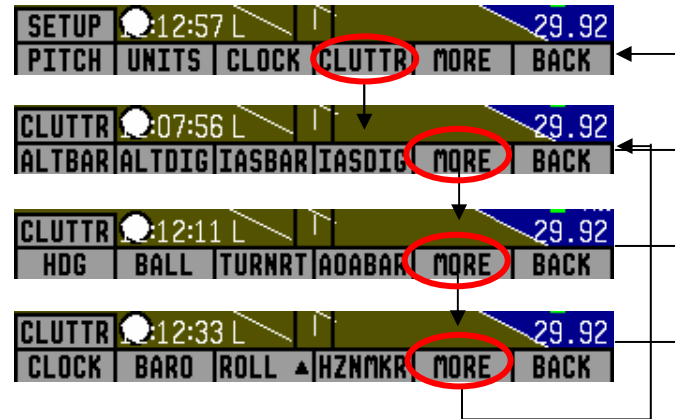 SETUP :12:57 L 29.92
PITCH UNITS CLOCK CLUTTR MORE BACK
CLUTTR :07:56 L 29.92
ALTBAR ALTDIG IASBAR IASDIG MORE BACK
CLUTTR :12:11 L 29.92
HDG BALL TURNRT AOABAR MORE BACK
CLUTTR :12:33 L 29.92
CLOCK BARO ROLL ▲ HZNMKR MORE BACK